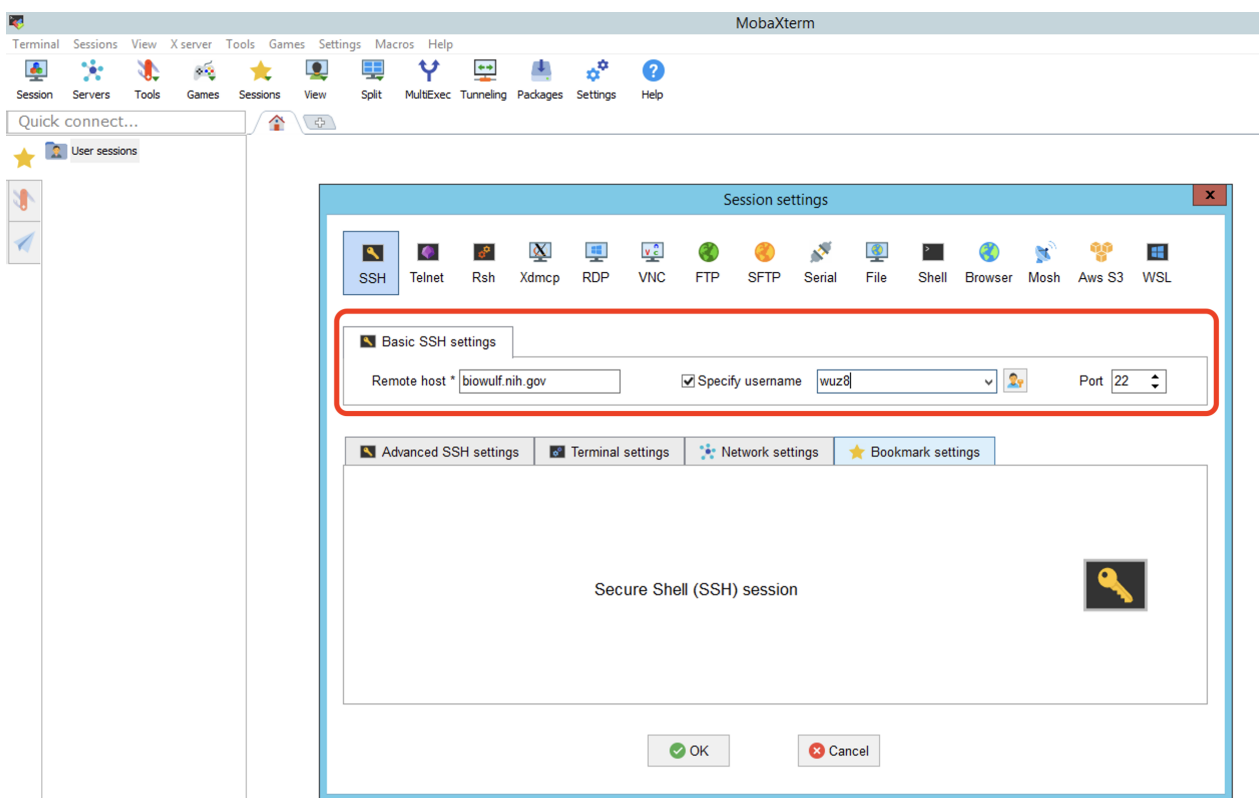 MobaXterm
Terminal Sessions View X server Tools Games Settings Macros Help
Session Servers Tools Games Sessions View Split MultiExec Tunneling Packages Settings Help
Quick connect...
User sessions
Session settings
SSH Telnet Rsh Xdmcp RDP VNC FTP SFTP Serial File Shell Browser Mosh Aws S3 WSL
Basic SSH settings
Remote host * biowulf.nih.gov Specify username wuz8 Port 22
Advanced SSH settings Terminal settings Network settings Bookmark settings
Secure Shell (SSH) session
OK Cancel